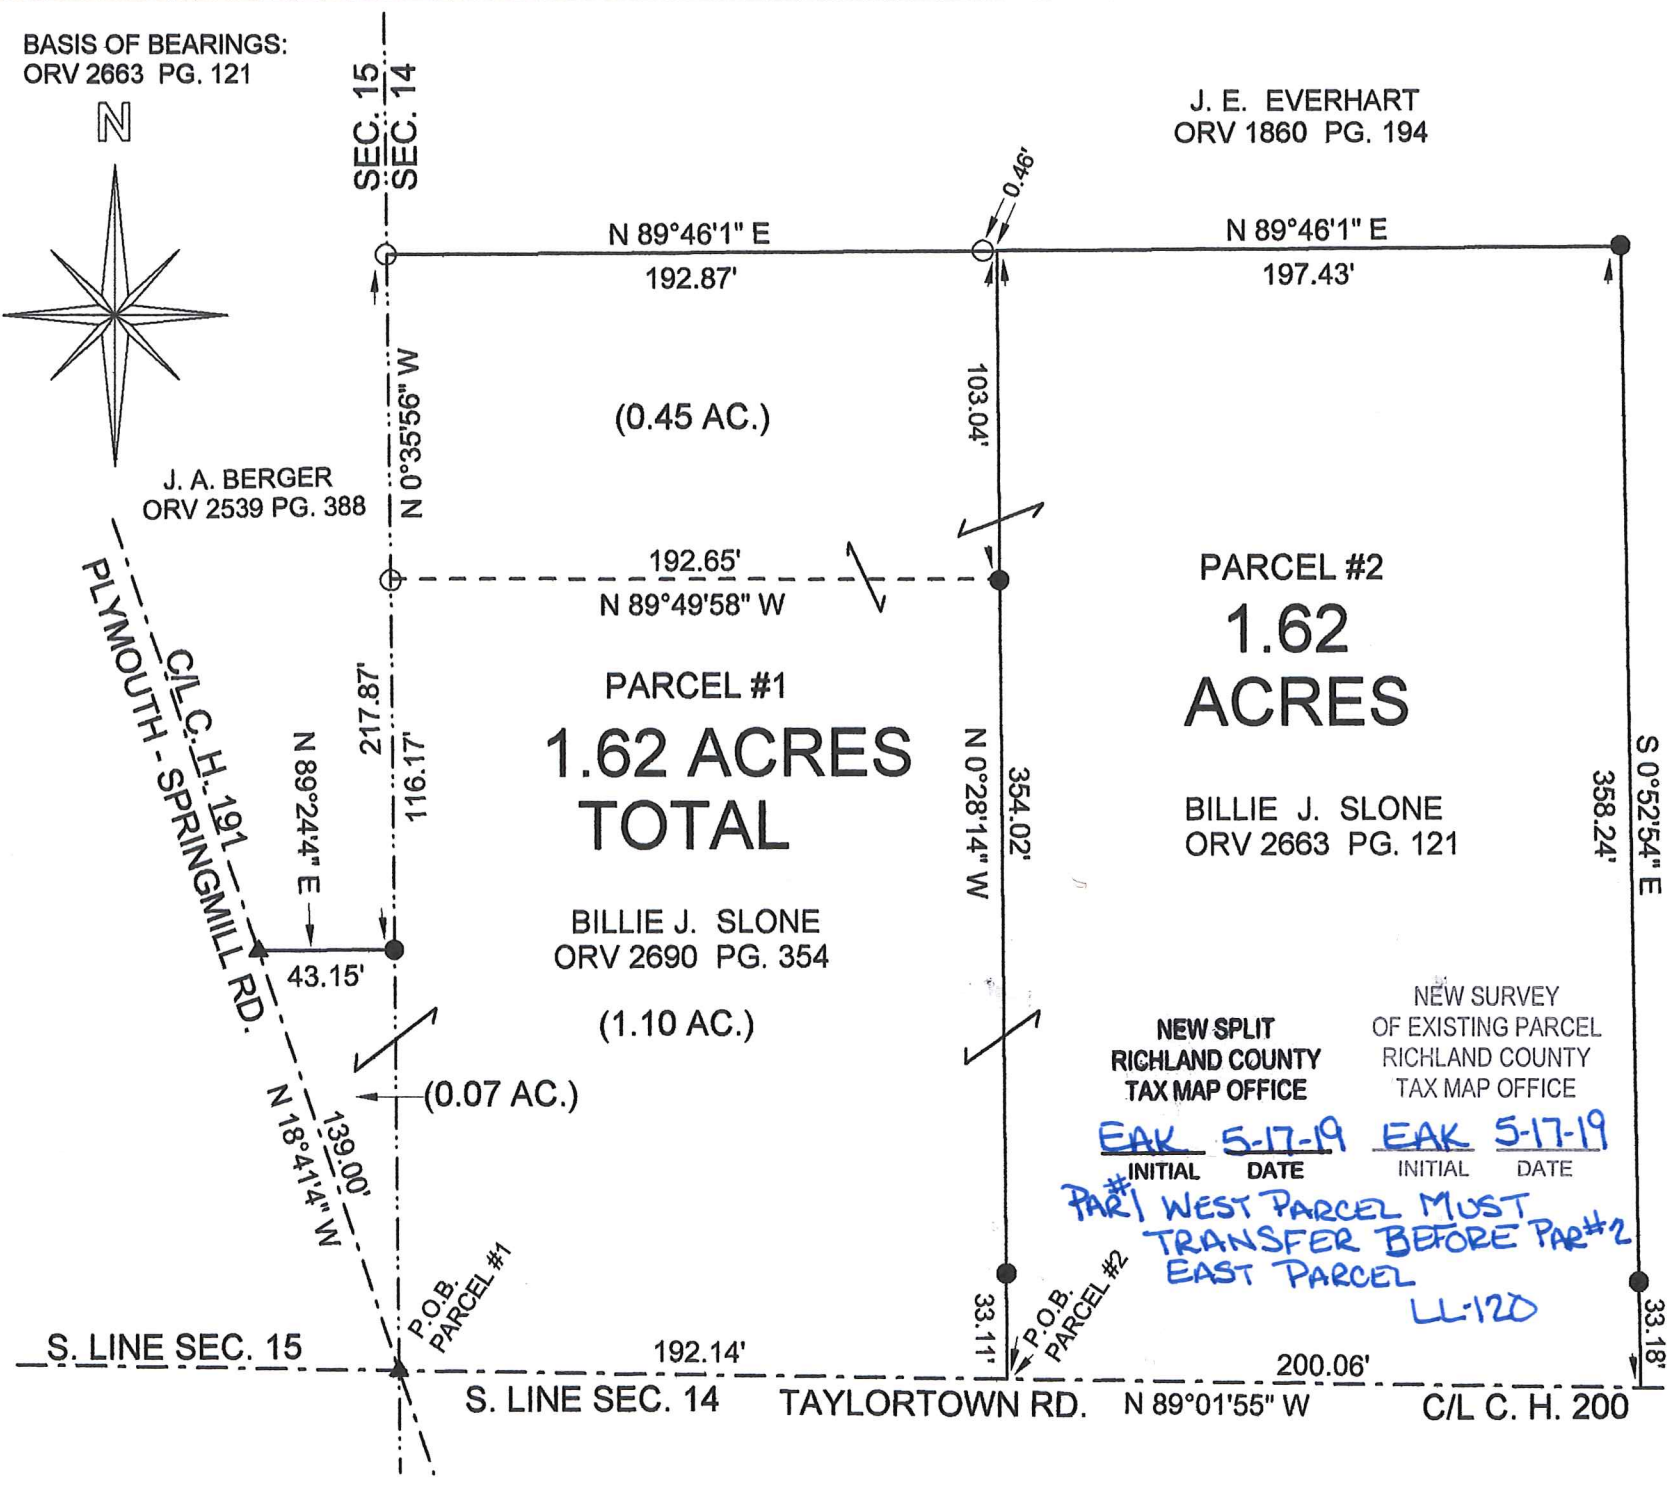 BASIS OF BEARINGS:
ORV 2663 PG. 121
N
SEC. 15
SEC. 14
J. E. EVERHART
ORV 1860 PG. 194
0.46'
N 89°46'1" E
192.87'
N 89°46'1" E
197.43'
N 0°35'56" W
(0.45 AC.)
103.04'
J. A. BERGER
ORV 2539 PG. 388
192.65'
N 89°49'58" W
PLYMOUTH - SPRINGMILL RD.
C/L C. H. 191
217.87'
116.17'
PARCEL #1
1.62 ACRES
TOTAL
BILLIE J. SLONE
ORV 2690 PG. 354
(1.10 AC.)
N 0°28'14" W
354.02'
PARCEL #2
1.62
ACRES
BILLIE J. SLONE
ORV 2663 PG. 121
358.24'
S 0°52'54" E
N 89°24'4" E
43.15'
(0.07 AC.)
139.00'
N 18°41'4" W
NEW SPLIT
RICHLAND COUNTY
TAX MAP OFFICE
EAK 5-17-19
INITIAL DATE
NEW SURVEY
OF EXISTING PARCEL
RICHLAND COUNTY
TAX MAP OFFICE
EAK 5-17-19
INITIAL DATE
PAR#1 WEST PARCEL MUST
TRANSFER BEFORE PAR#2
EAST PARCEL
LL-120
P.O.B.
PARCEL #1
33.11'
P.O.B.
PARCEL #2
33.18'
S. LINE SEC. 15
192.14'
200.06'
S. LINE SEC. 14
TAYLORTOWN RD.
N 89°01'55" W
C/L C. H. 200